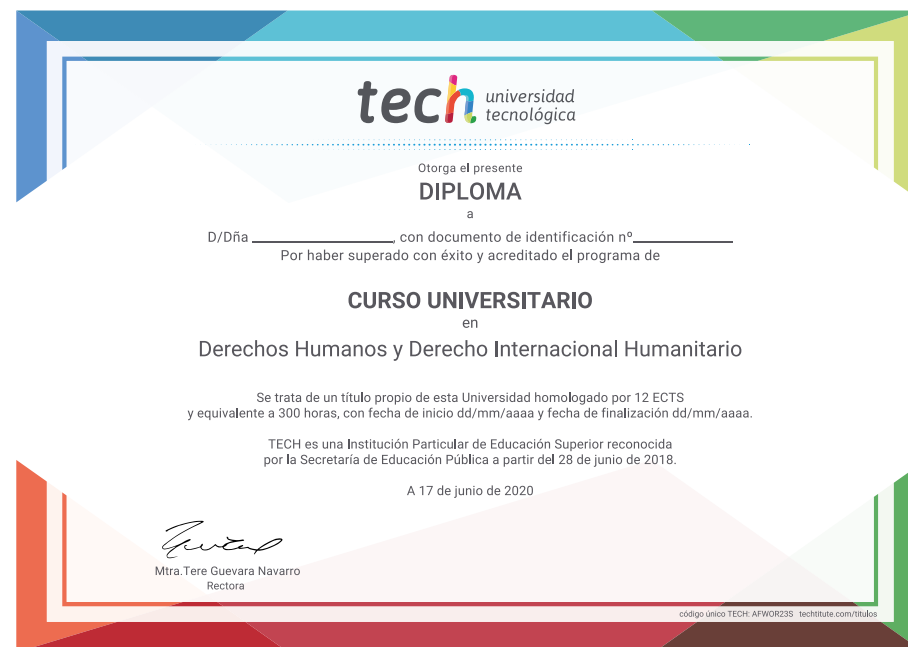 tech universidad
tecnológica
Otorga el presente
DIPLOMA
a
D/Dña ____________________, con documento de identificación nº______________
Por haber superado con éxito y acreditado el programa de
CURSO UNIVERSITARIO
en
Derechos Humanos y Derecho Internacional Humanitario
Se trata de un título propio de esta Universidad homologado por 12 ECTS
y equivalente a 300 horas, con fecha de inicio dd/mm/aaaa y fecha de finalización dd/mm/aaaa.
TECH es una Institución Particular de Educación Superior reconocida
por la Secretaría de Educación Pública a partir del 28 de junio de 2018.
A 17 de junio de 2020
Mtra.Tere Guevara Navarro
Rectora
código único TECH: AFWOR23S techtitute.com/titulos